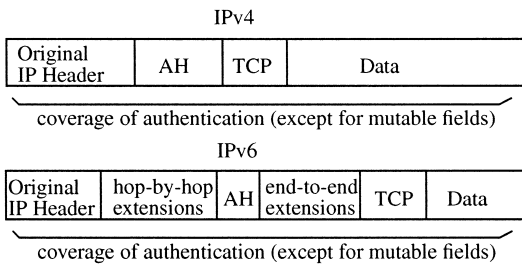 IPv4
Original IP Header AH TCP Data
coverage of authentication (except for mutable fields)
IPv6
Original IP Header hop-by-hop extensions AH end-to-end extensions TCP Data
coverage of authentication (except for mutable fields)